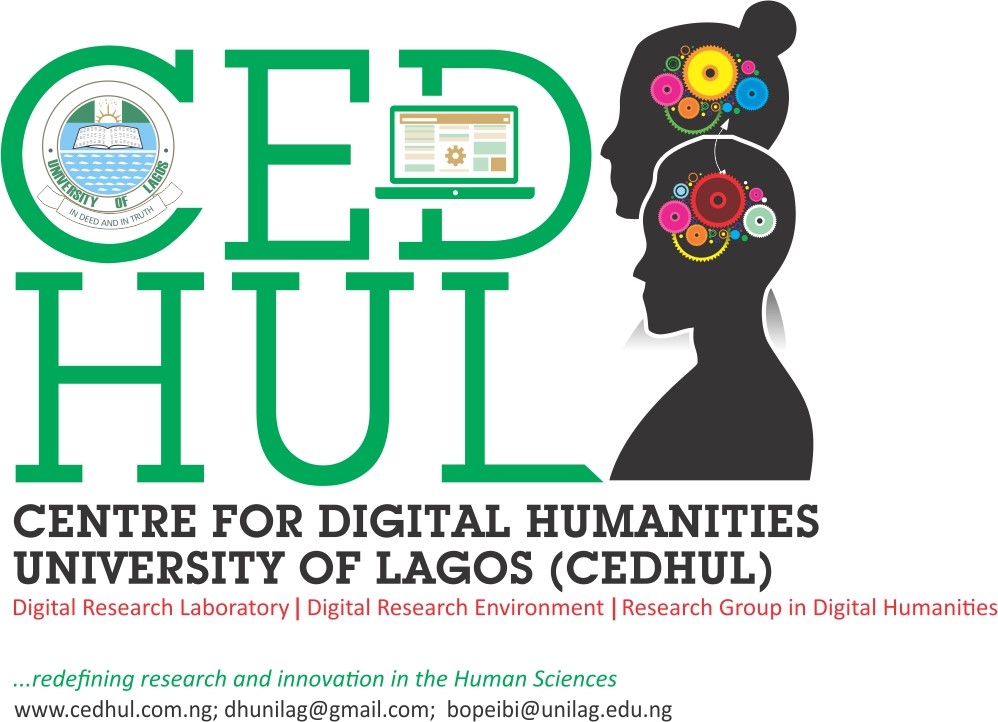 CED
UNIVERSITY OF LAGOS
IN DEED AND IN TRUTH
HUL
CENTRE FOR DIGITAL HUMANITIES
UNIVERSITY OF LAGOS (CEDHUL)
Digital Research Laboratory | Digital Research Environment | Research Group in Digital Humanities
...redefining research and innovation in the Human Sciences
www.cedhul.com.ng; dhunilag@gmail.com; bopeibi@unilag.edu.ng